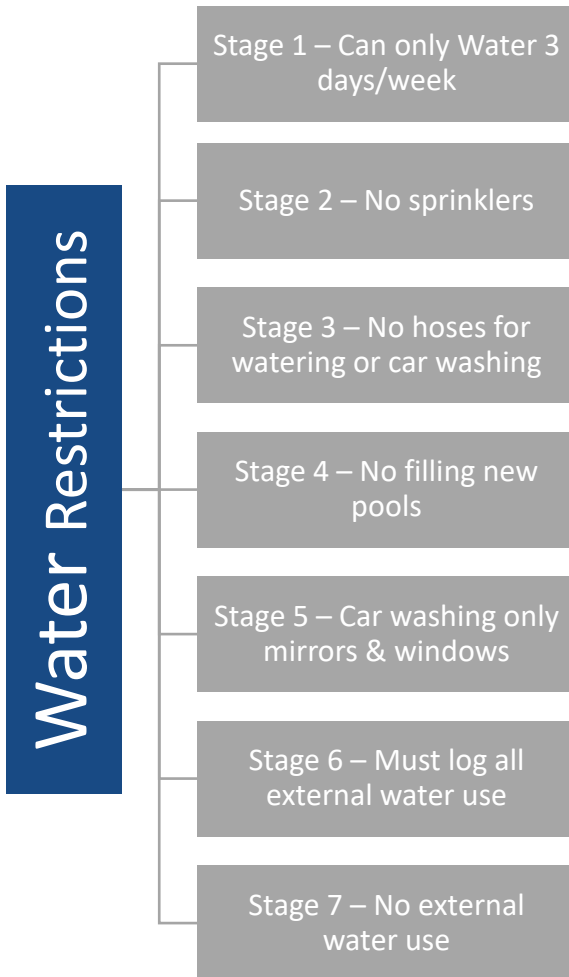 Water Restrictions
Stage 1 – Can only Water 3
days/week
Stage 2 – No sprinklers
Stage 3 – No hoses for
watering or car washing
Stage 4 – No filling new
pools
Stage 5 – Car washing only
mirrors & windows
Stage 6 – Must log all
external water use
Stage 7 – No external
water use